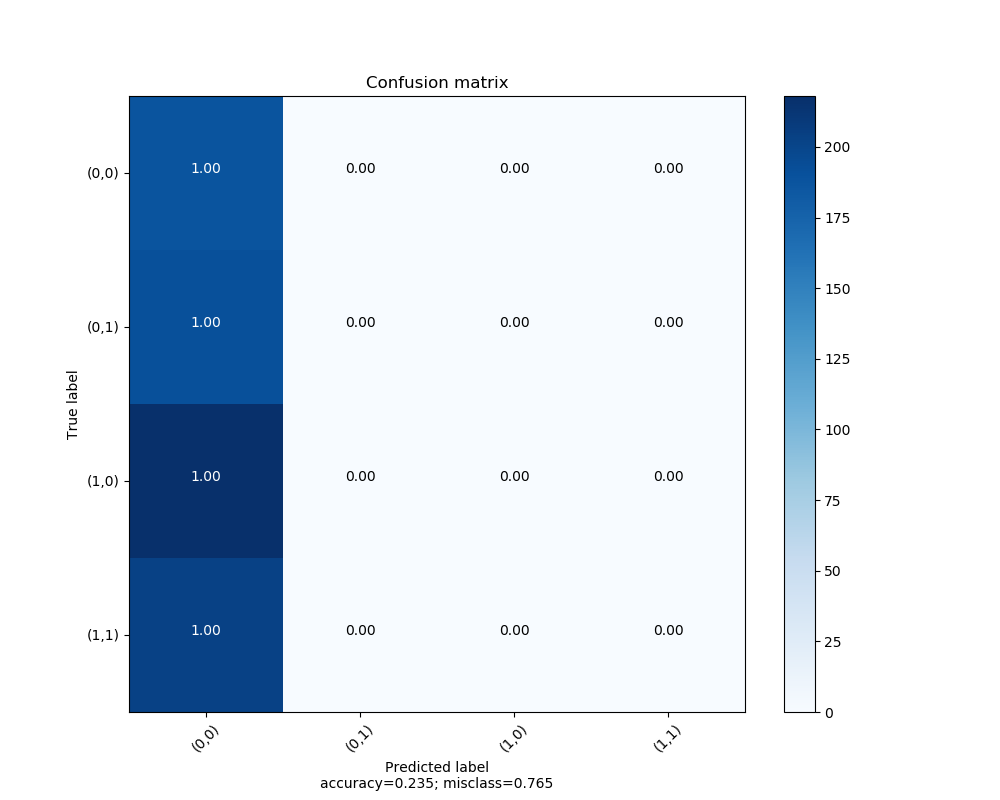 Confusion matrix
True label
(0,0) 1.00 0.00 0.00 0.00
(0,1) 1.00 0.00 0.00 0.00
(1,0) 1.00 0.00 0.00 0.00
(1,1) 1.00 0.00 0.00 0.00
(0,0) (0,1) (1,0) (1,1)
Predicted label
accuracy=0.235; misclass=0.765
200
175
150
125
100
75
50
25
0